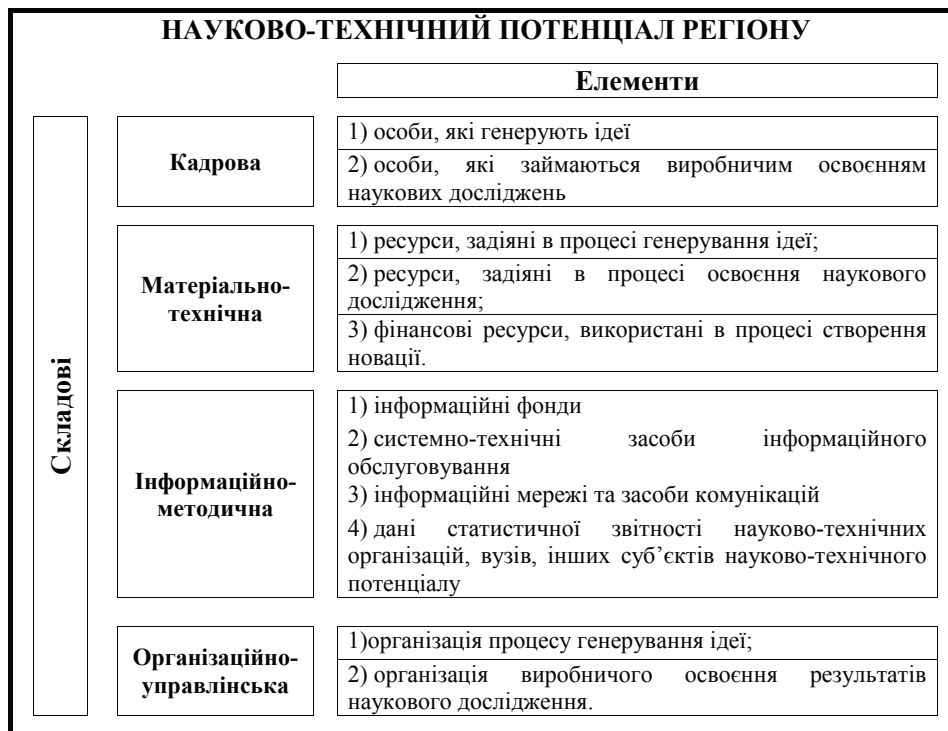 НАУКОВО-ТЕХНІЧНИЙ ПОТЕНЦІАЛ РЕГІОНУ
Елементи
Складові
Кадрова
1) особи, які генерують ідеї
2) особи, які займаються виробничим освоєнням
наукових досліджень
Матеріально-
технічна
1) ресурси, задіяні в процесі генерування ідеї;
2) ресурси, задіяні в процесі освоєння наукового
дослідження;
3) фінансові ресурси, використані в процесі створення
новації.
Інформаційно-
методична
1) інформаційні фонди
2) системно-технічні засоби інформаційного
обслуговування
3) інформаційні мережі та засоби комунікацій
4) дані статистичної звітності науково-технічних
організацій, вузів, інших суб’єктів науково-технічного
потенціалу
Організаційно-
управлінська
1)організація процесу генерування ідеї;
2) організація виробничого освоєння результатів
наукового дослідження.